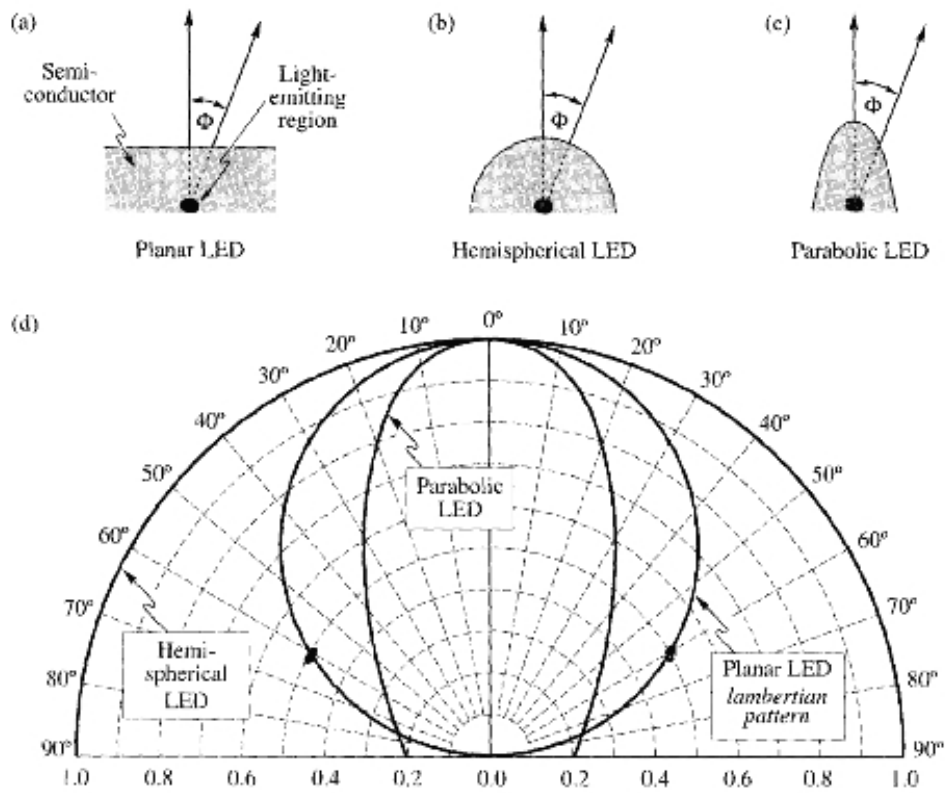 (a)
Semi-
conductor
Light-
emitting
region
Φ
Planar LED
(b)
Φ
Hemispherical LED
(c)
Φ
Parabolic LED
(d)
90° 80° 70° 60° 50° 40° 30° 20° 10° 0° 10° 20° 30° 40° 50° 60° 70° 80° 90°
Parabolic
LED
Hemi-
spherical
LED
Planar LED
lambertian
pattern
1.0 0.8 0.6 0.4 0.2 0.0 0.2 0.4 0.6 0.8 1.0